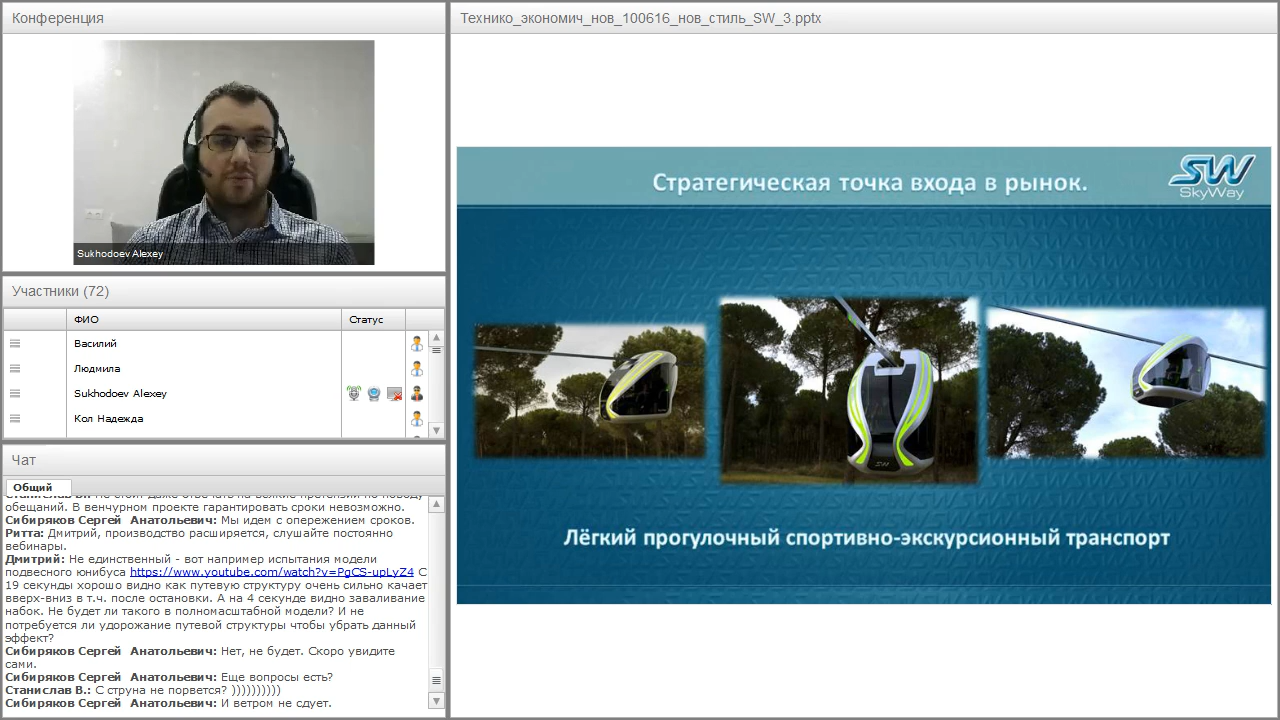 Конференция
Sukhodoev Alexey
Участники (72)
ФИО Статус
Василий
Людмила
Sukhodoev Alexey
Кол Надежда
Чат
Общий
обещаний. В венчурном проекте гарантировать сроки невозможно.
Сибиряков Сергей Анатольевич: Мы идем с опережением сроков.
Ритта: Дмитрий, производство расширяется, слушайте постоянно
вебинары.
Дмитрий: Не единственный - вот например испытания модели
подвесного юнибуса https://www.youtube.com/watch?v=PgCS-upLyZ4 С
19 секунды хорошо видно как путевую структуру очень сильно качает
вверх-вниз в т.ч. после остановки. А на 4 секунде видно заваливание
набок. Не будет ли такого в полномасштабной модели? И не
потребуется ли удорожание путевой структуры чтобы убрать данный
эффект?
Сибиряков Сергей Анатольевич: Нет, не будет. Скоро увидите
сами.
Сибиряков Сергей Анатольевич: Еще вопросы есть?
Станислав В.: С струна не порвется? ))))))))))
Сибиряков Сергей Анатольевич: И ветром не сдует.
Технико_экономич_нов_100616_нов_стиль_SW_3.pptx
Стратегическая точка входа в рынок.
SW
SkyWay
SW
Лёгкий прогулочный спортивно-экскурсионный транспорт